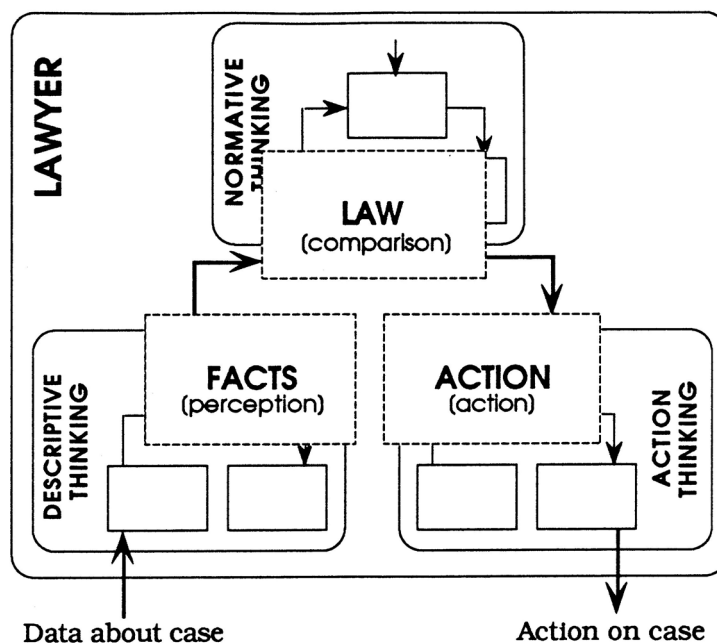 LAWYER
NORMATIVE
THINKING
LAW
(comparison)
FACTS
(perception)
ACTION
(action)
DESCRIPTIVE
THINKING
ACTION
THINKING
Data about case
Action on case